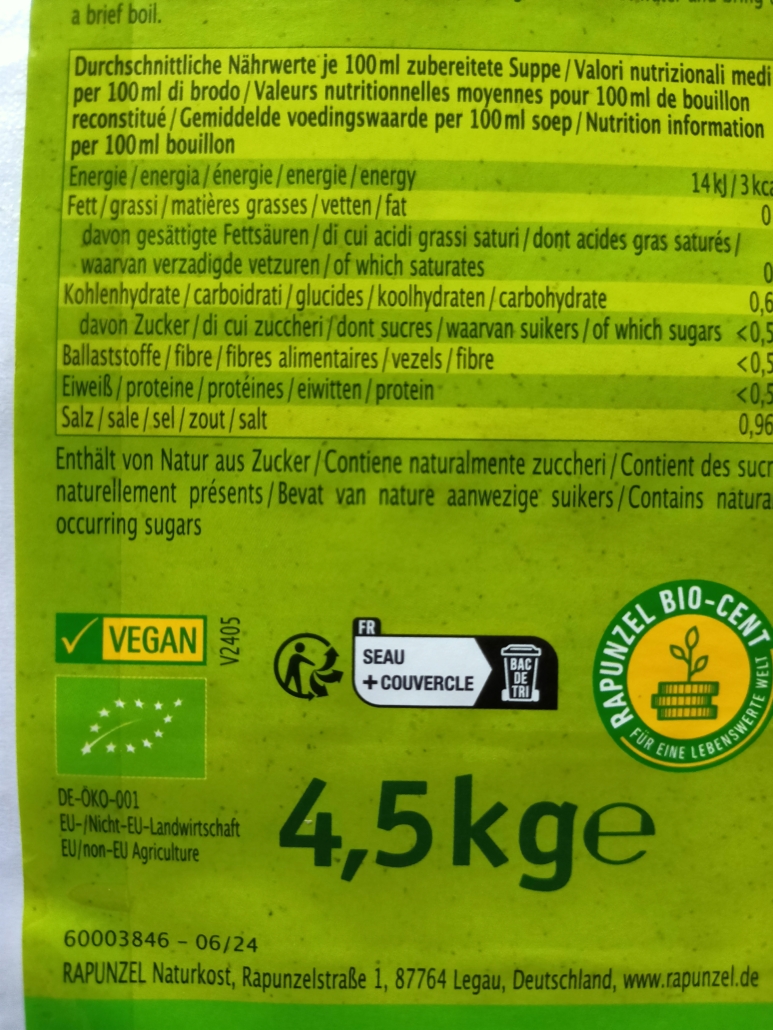 a brief boil.
Durchschnittliche Nährwerte je 100 ml zubereitete Suppe / Valori nutrizionali medi
per 100 ml di brodo / Valeurs nutritionnelles moyennes pour 100 ml de bouillon
reconstitué / Gemiddelde voedingswaarde per 100 ml soep / Nutrition information
per 100 ml bouillon
Energie / energia / énergie / energie / energy 14 kJ / 3 kca
Fett / grassi / matières grasses / vetten / fat 0
davon gesättigte Fettsäuren / di cui acidi grassi saturi / dont acides gras saturés /
waarvan verzadigde vetzuren / of which saturates 0
Kohlenhydrate / carboidrati / glucides / koolhydraten / carbohydrate 0,6
davon Zucker / di cui zuccheri / dont sucres / waarvan suikers / of which sugars <0,5
Ballaststoffe / fibre / fibres alimentaires / vezels / fibre <0,5
Eiweiß / proteine / protéines / eiwitten / protein <0,5
Salz / sale / sel / zout / salt 0,96
Enthält von Natur aus Zucker / Contiene naturalmente zuccheri / Contient des sucr
naturellement présents / Bevat van nature aanwezige suikers / Contains natura
occurring sugars
VEGAN
V2405
FR
SEAU
+ COUVERCLE
BAC
DE
TRI
RAPUNZEL BIO-CENT
FÜR EINE LEBENSWERTE WELT
DE-ÖKO-001
EU-/Nicht-EU-Landwirtschaft
EU/non-EU Agriculture
4,5 kg e
60003846 - 06/24
RAPUNZEL Naturkost, Rapunzelstraße 1, 87764 Legau, Deutschland, www.rapunzel.de